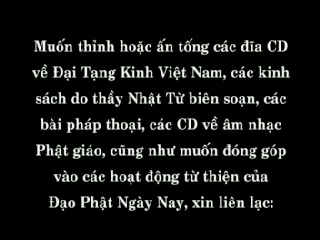 Muốn thỉnh hoặc ấn tống các đĩa CD
về Đại Tạng Kinh Việt Nam, các kinh
sách do thầy Nhật Từ biên soạn, các
bài pháp thoại, các CD về âm nhạc
Phật giáo, cũng như muốn đóng góp
vào các hoạt động từ thiện của
Đạo Phật Ngày Nay, xin liên lạc: